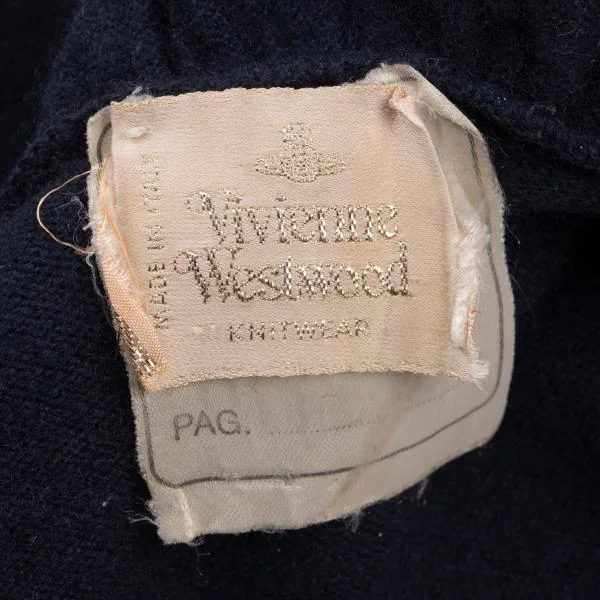 Vivienne
Westwood
KNITWEAR
MADE IN ITALY
PAG.